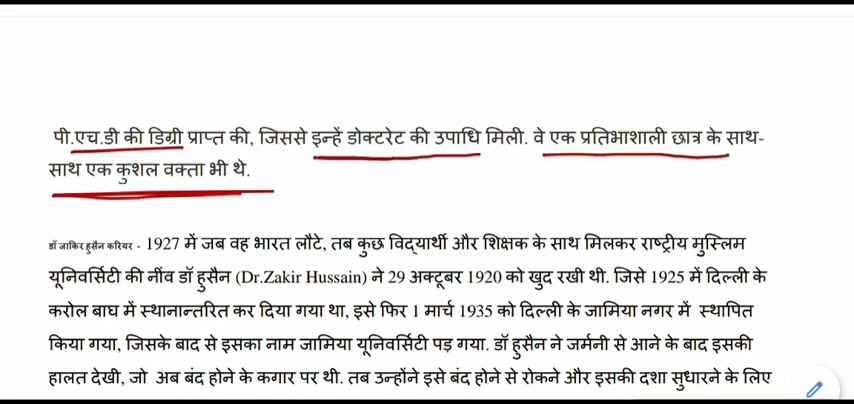 पी.एच.डी की डिग्री प्राप्त की, जिससे इन्हें डोक्टरेट की उपाधि मिली. वे एक प्रतिभाशाली छात्र के साथ-
साथ एक कुशल वक्ता भी थे.
डॉ जाकिर हुसैन करियर - 1927 में जब वह भारत लौटे, तब कुछ विद्यार्थी और शिक्षक के साथ मिलकर राष्ट्रीय मुस्लिम
यूनिवर्सिटी की नींव डॉ हुसैन (Dr.Zakir Hussain) ने 29 अक्टूबर 1920 को खुद रखी थी. जिसे 1925 में दिल्ली के
करोल बाघ में स्थानान्तरित कर दिया गया था, इसे फिर 1 मार्च 1935 को दिल्ली के जामिया नगर में स्थापित
किया गया, जिसके बाद से इसका नाम जामिया यूनिवर्सिटी पड़ गया. डॉ हुसैन ने जर्मनी से आने के बाद इसकी
हालत देखी, जो अब बंद होने के कगार पर थी. तब उन्होंने इसे बंद होने से रोकने और इसकी दशा सुधारने के लिए